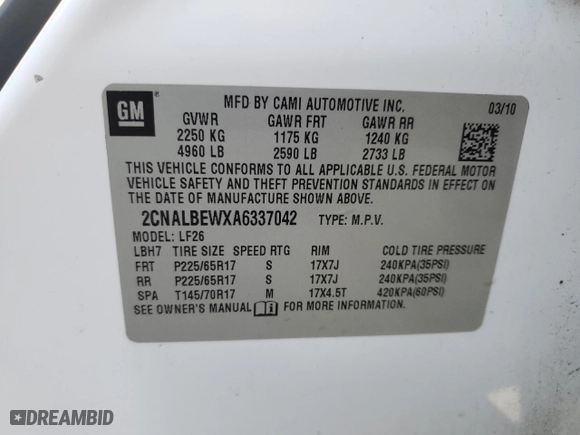 GM ®
MFD BY CAMI AUTOMOTIVE INC. 03/10
GVWR GAWR FRT GAWR RR
2250 KG 1175 KG 1240 KG
4960 LB 2590 LB 2733 LB
THIS VEHICLE CONFORMS TO ALL APPLICABLE U.S. FEDERAL MOTOR
VEHICLE SAFETY AND THEFT PREVENTION STANDARDS IN EFFECT ON
THE DATE OF MANUFACTURE SHOWN ABOVE.
2CNALBEWXA6337042 TYPE: M.P.V.
MODEL: LF26
LBH7 TIRE SIZE SPEED RTG RIM COLD TIRE PRESSURE
FRT P225/65R17 S 17X7J 240KPA(35PSI)
RR P225/65R17 S 17X7J 240KPA(35PSI)
SPA T145/70R17 M 17X4.5T 420KPA(60PSI)
SEE OWNER'S MANUAL FOR MORE INFORMATION.
DREAMBID